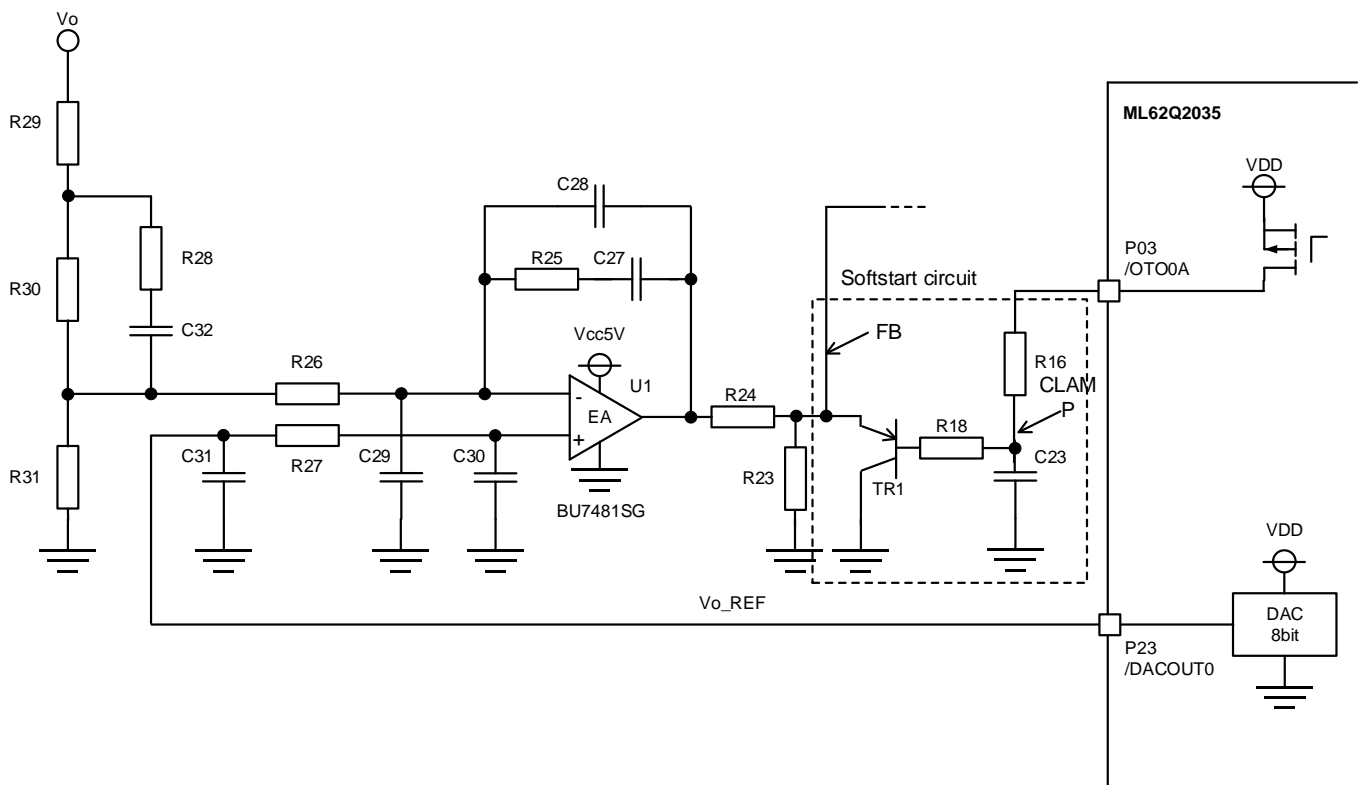 Vo
R29
R28
R30
C32
R31
R26
C31
R27
C29
C30
C28
R25
C27
Vcc5V
U1
-
EA
+
BU7481SG
R24
R23
Softstart circuit
FB
TR1
R18
R16
CLAM
P
C23
ML62Q2035
VDD
P03
/OTO0A
Vo_REF
VDD
DAC
8bit
P23
/DACOUT0